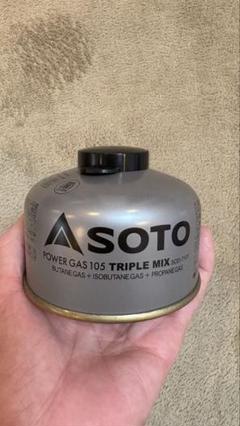 SOTO
POWER GAS 105 TRIPLE MIX
BUTANE GAS + ISOBUTANE GAS + PROPANE GAS